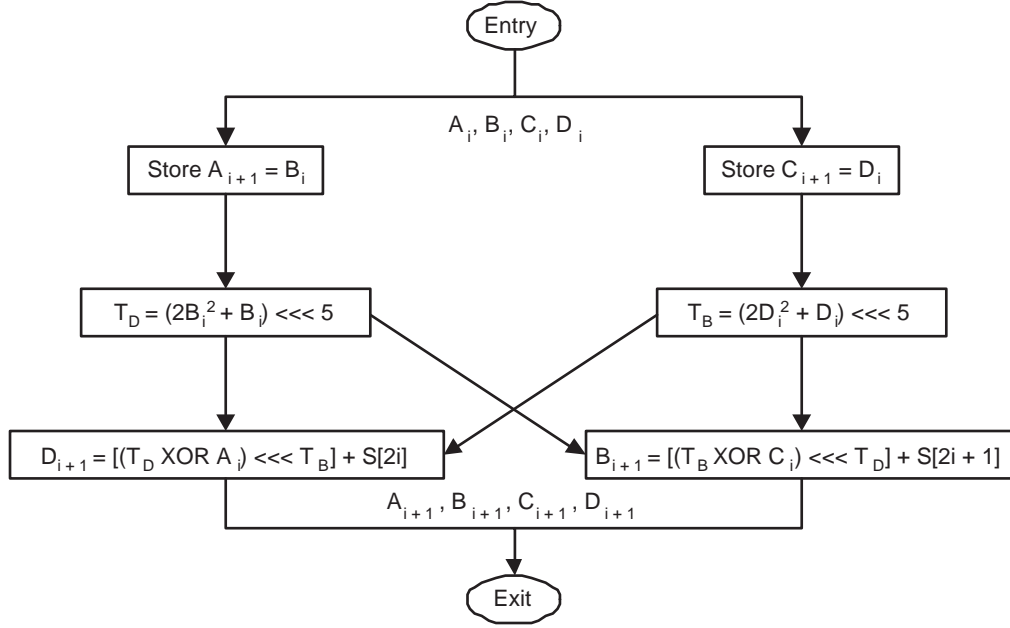 Entry
A i, B i, C i, D i
Store A i + 1 = B i
Store C i + 1 = D i
T D = (2B i 2 + B i) <<< 5
T B = (2D i 2 + D i) <<< 5
D i + 1 = [(T D XOR A i) <<< T B] + S[2i]
B i + 1 = [(T B XOR C i) <<< T D] + S[2i + 1]
A i + 1, B i + 1, C i + 1, D i + 1
Exit